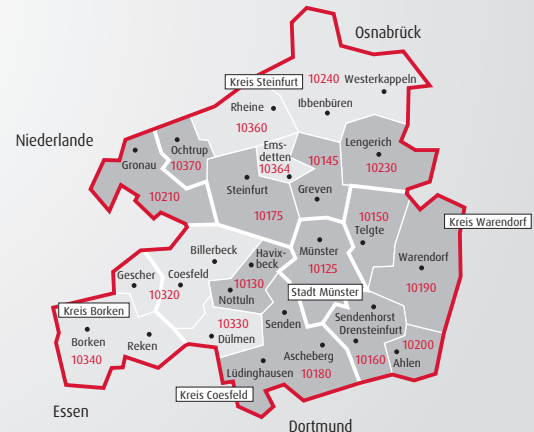 Osnabrück
10240
Kreis Steinfurt
Westerkappeln
Rheine
Ibbenbüren
10360
Niederlande
Ochtrup
Gronau
10370
Ems-
detten
10364
10145
Lengerich
10230
Steinfurt
Greven
10210
10175
10150
Telgte
Kreis Warendorf
Billerbeck
Havix-
beck
Münster
10125
Warendorf
10190
Gescher
Coesfeld
10320
10130
Nottuln
Stadt Münster
Kreis Borken
10330
Dülmen
Senden
Sendenhorst
Drensteinfurt
Borken
Reken
10340
Ascheberg
10180
10160
10200
Ahlen
Lüdinghausen
Kreis Coesfeld
Essen
Dortmund